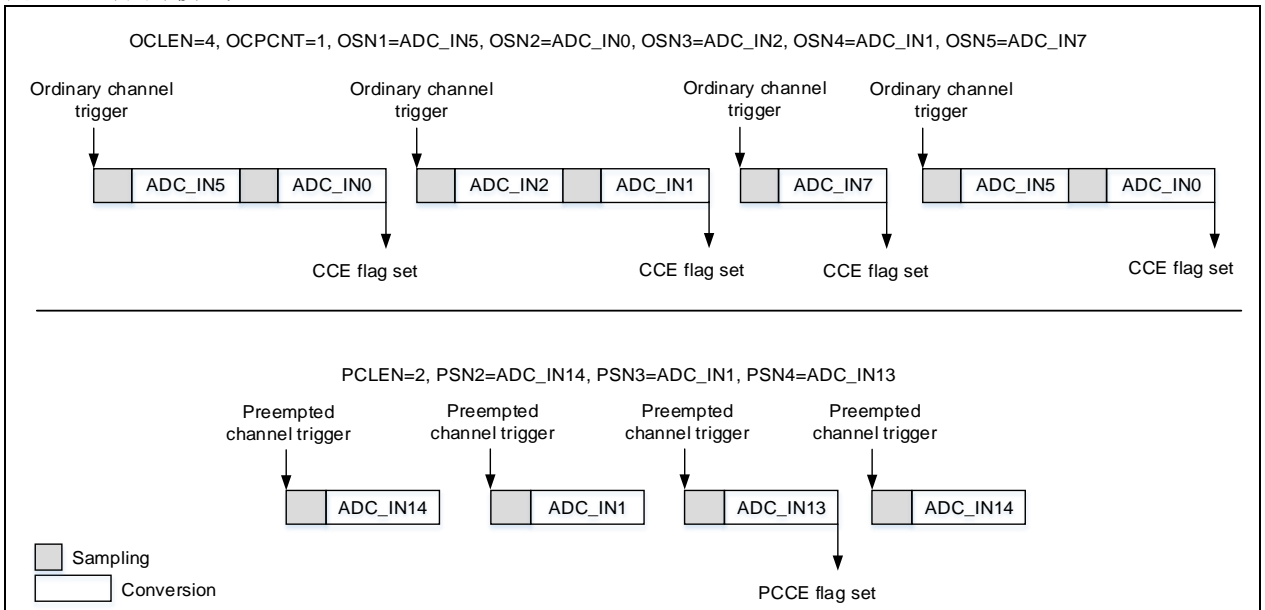 OCLEN=4, OCPCNT=1, OSN1=ADC_IN5, OSN2=ADC_IN0, OSN3=ADC_IN2, OSN4=ADC_IN1, OSN5=ADC_IN7
Ordinary channel
trigger
Ordinary channel
trigger
Ordinary channel
trigger
Ordinary channel
trigger
ADC_IN5
ADC_IN0
ADC_IN2
ADC_IN1
ADC_IN7
ADC_IN5
ADC_IN0
CCE flag set
CCE flag set
CCE flag set
CCE flag set
PCLEN=2, PSN2=ADC_IN14, PSN3=ADC_IN1, PSN4=ADC_IN13
Preempted
channel trigger
Preempted
channel trigger
Preempted
channel trigger
Preempted
channel trigger
ADC_IN14
ADC_IN1
ADC_IN13
ADC_IN14
Sampling
Conversion
PCCE flag set